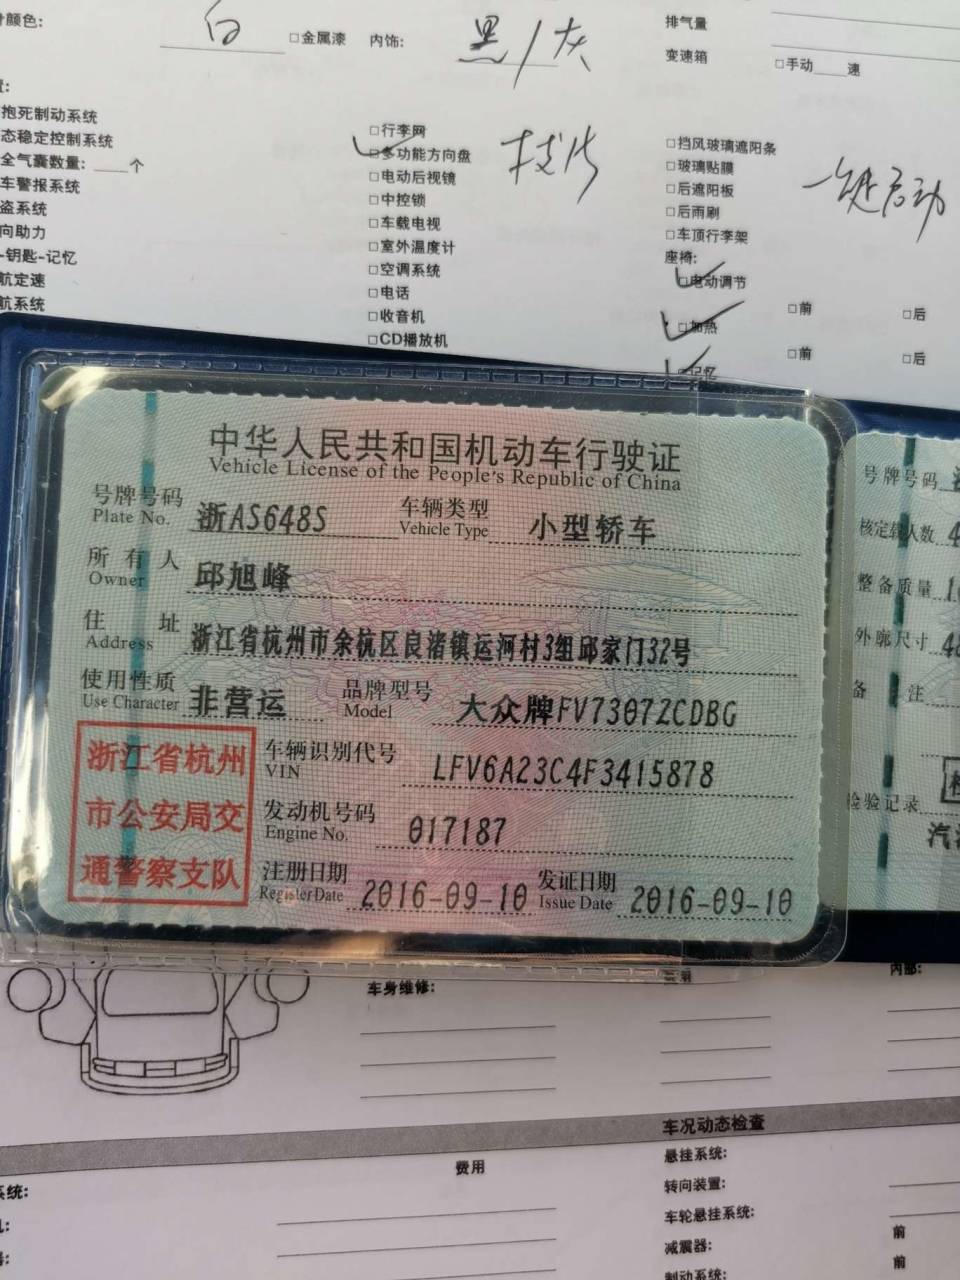 颜色: 白 □金属漆 内饰: 黑/灰 排气量
变速箱 □手动 速
抱死制动系统
态稳定控制系统
全气囊数量: 个
车警报系统
盗系统
向助力
-钥匙-记忆
航定速
航系统
□行李网
□多功能方向盘
□电动后视镜
□中控锁
□车载电视
□室外温度计
□空调系统
□电话
□收音机
□CD播放机
□挡风玻璃遮阳条
□玻璃贴膜
□后遮阳板
□后雨刷
□车顶行李架
座椅:
□电动调节
□加热 □前 □后
□记忆 □前 □后
一键启动
中华人民共和国机动车行驶证
Vehicle License of the People's Republic of China
号牌号码 浙AS648S 车辆类型 小型轿车
Plate No. Vehicle Type
所有人 邱旭峰
Owner
住址 浙江省杭州市余杭区良渚镇运河村3组邱家门32号
Address
使用性质 非营运 品牌型号 大众牌FV7307ZCDBG
Use Character Model
浙江省杭州
市公安局交
通警察支队
车辆识别代号 LFV6A23C4F3415878
VIN
发动机号码 017187
Engine No.
注册日期 2016-09-10 发证日期 2016-09-10
Register Date Issue Date
号牌号码
核定载人数 4
整备质量
外廓尺寸 48
备注
检验记录
车身维修:
内部:
车况动态检查
费用
悬挂系统:
转向装置:
车轮悬挂系统:
减震器: 前
制动系统: 前
系统: